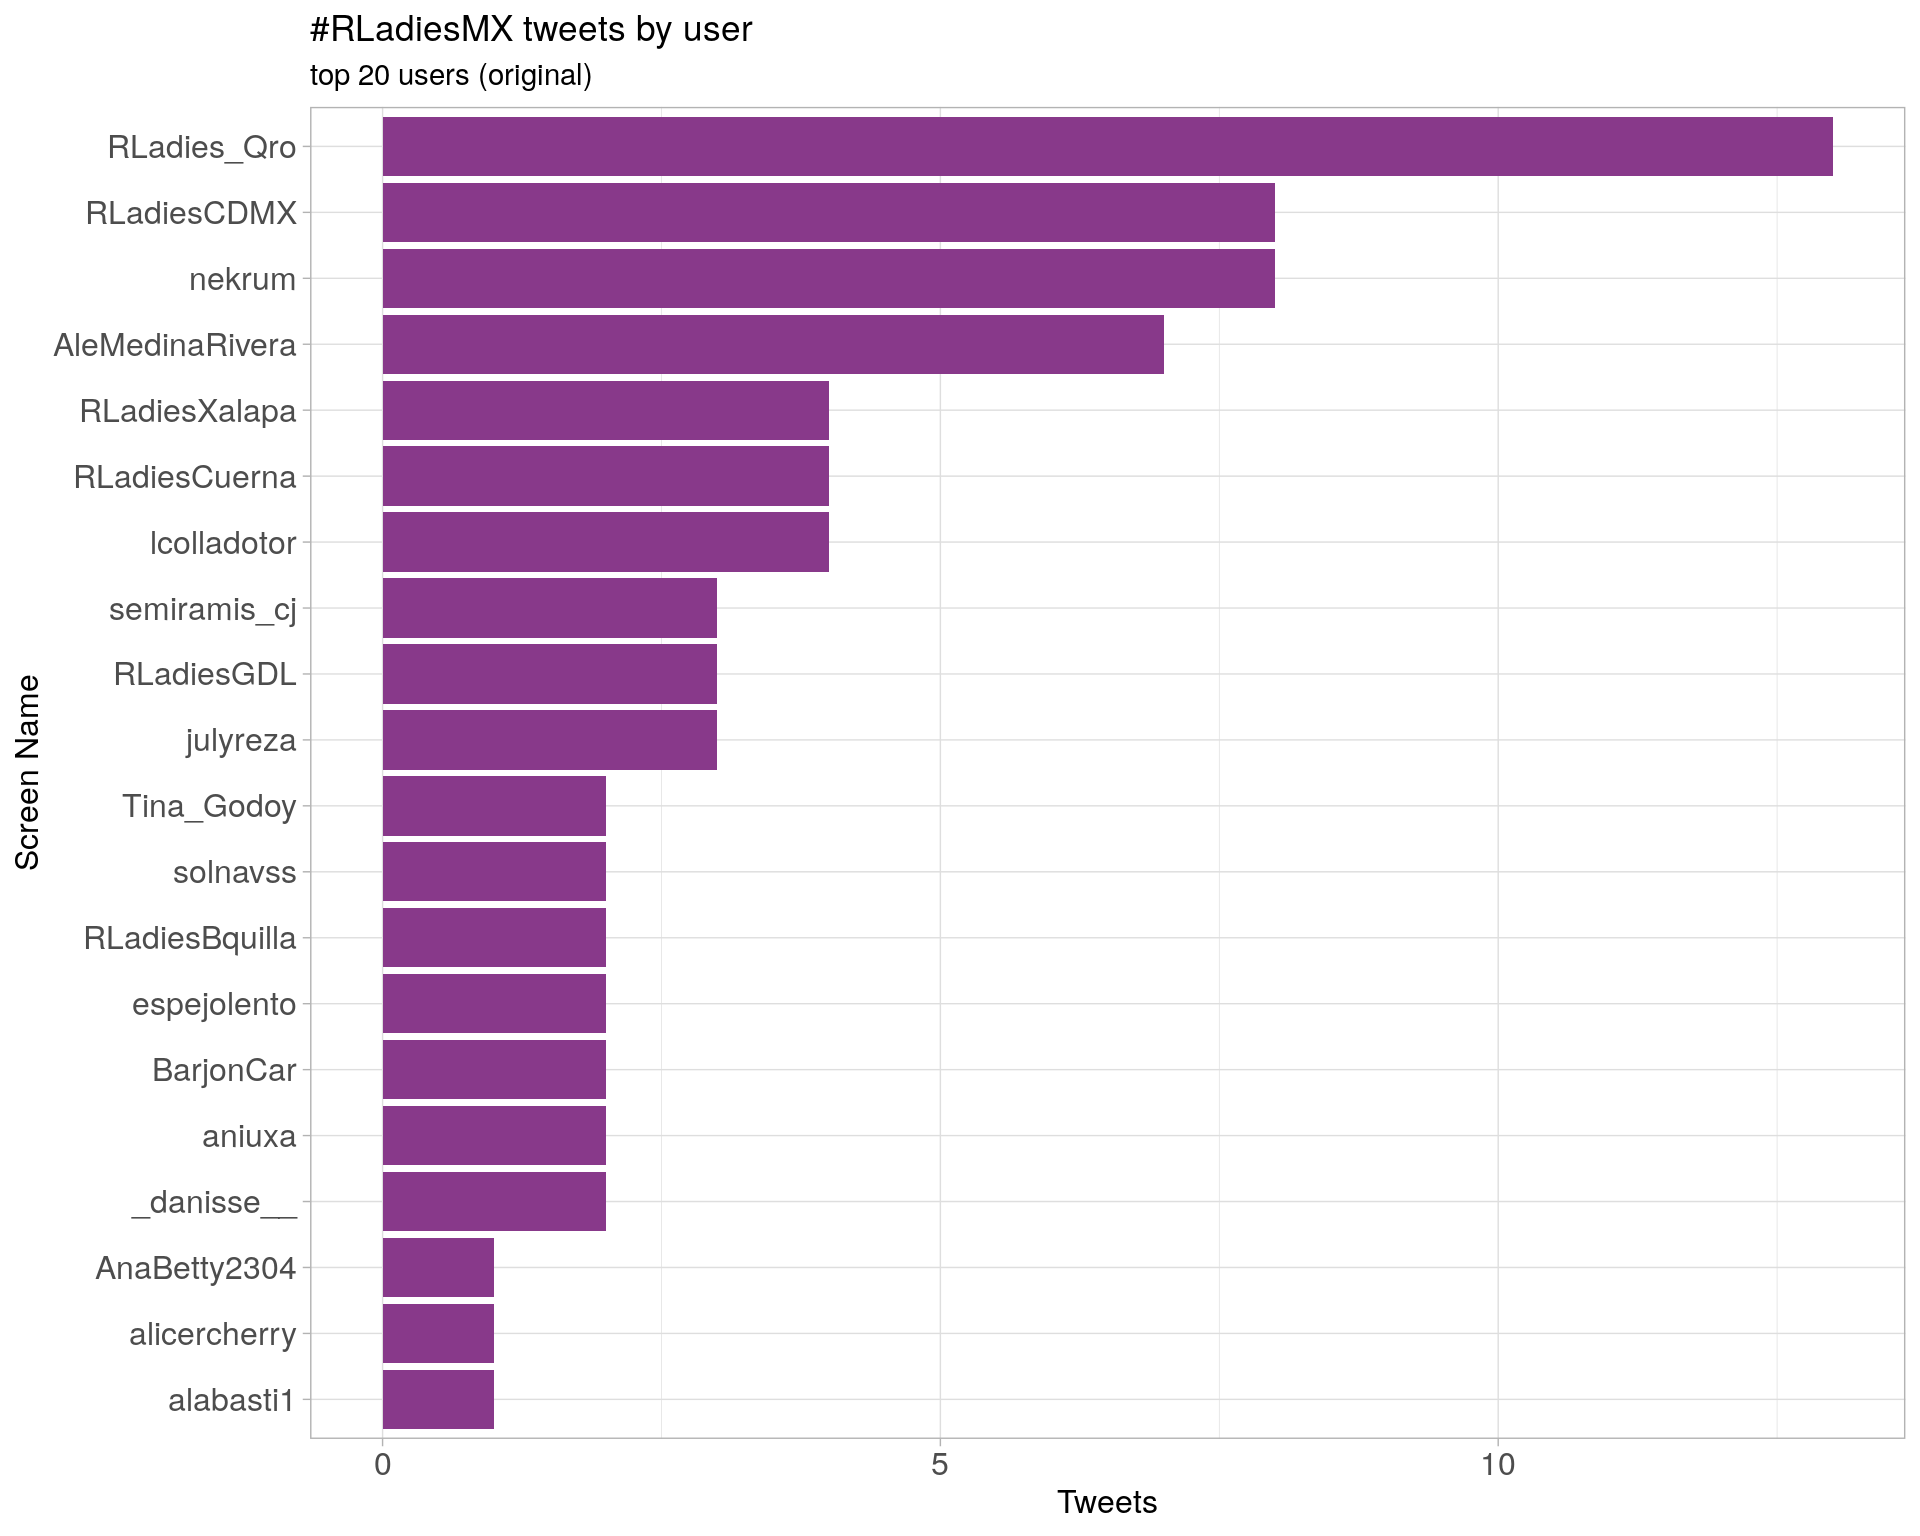 #RLadiesMX tweets by user
top 20 users (original)
RLadies_Qro
RLadiesCDMX
nekrum
AleMedinaRivera
RLadiesXalapa
RLadiesCuerna
lcolladotor
semiramis_cj
RLadiesGDL
julyreza
Tina_Godoy
solnavss
RLadiesBquilla
espejolento
BarjonCar
aniuxa
_danisse__
AnaBetty2304
alicercherry
alabasti1
Screen Name
0 5 10
Tweets